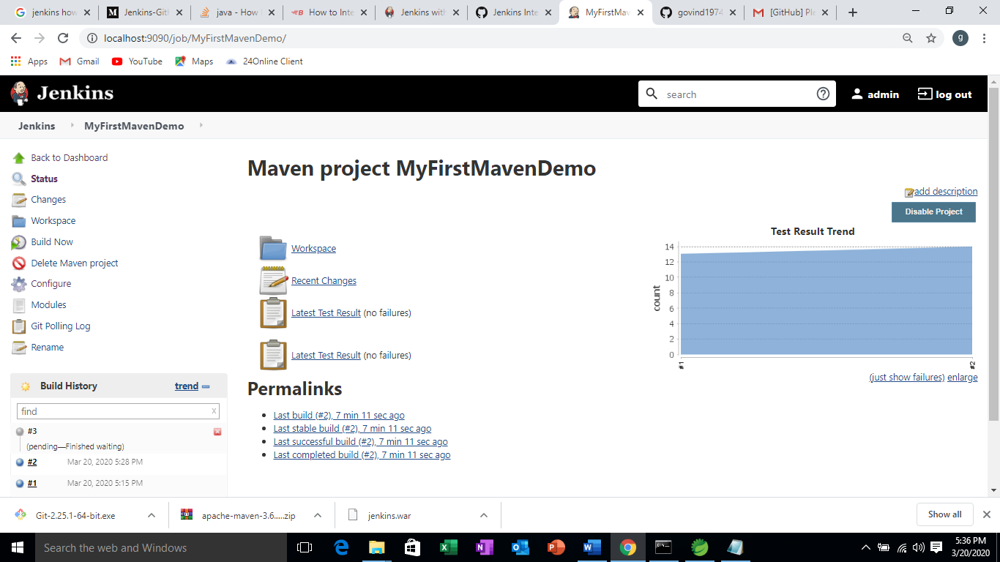 jenkins how
Jenkins-Gitl
java - How
How to Inte
Jenkins with
Jenkins Inte
MyFirstMav
govind1974
[GitHub] Ple
localhost:9090/job/MyFirstMavenDemo/
g
Apps
Gmail
YouTube
Maps
24Online Client
Jenkins
search
admin
log out
Jenkins
MyFirstMavenDemo
Back to Dashboard
Status
Changes
Workspace
Build Now
Delete Maven project
Configure
Modules
Git Polling Log
Rename
Build History
trend
find
x
#3
(pending—Finished waiting)
#2 Mar 20, 2020 5:28 PM
#1 Mar 20, 2020 5:15 PM
Maven project MyFirstMavenDemo
add description
Disable Project
Workspace
Recent Changes
Latest Test Result (no failures)
Latest Test Result (no failures)
Test Result Trend
14
12
10
8
6
4
2
0
count
#1
#2
(just show failures) enlarge
Permalinks
Last build (#2), 7 min 11 sec ago
Last stable build (#2), 7 min 11 sec ago
Last successful build (#2), 7 min 11 sec ago
Last completed build (#2), 7 min 11 sec ago
Git-2.25.1-64-bit.exe
apache-maven-3.6.....zip
jenkins.war
Show all
Search the web and Windows
5:36 PM
3/20/2020